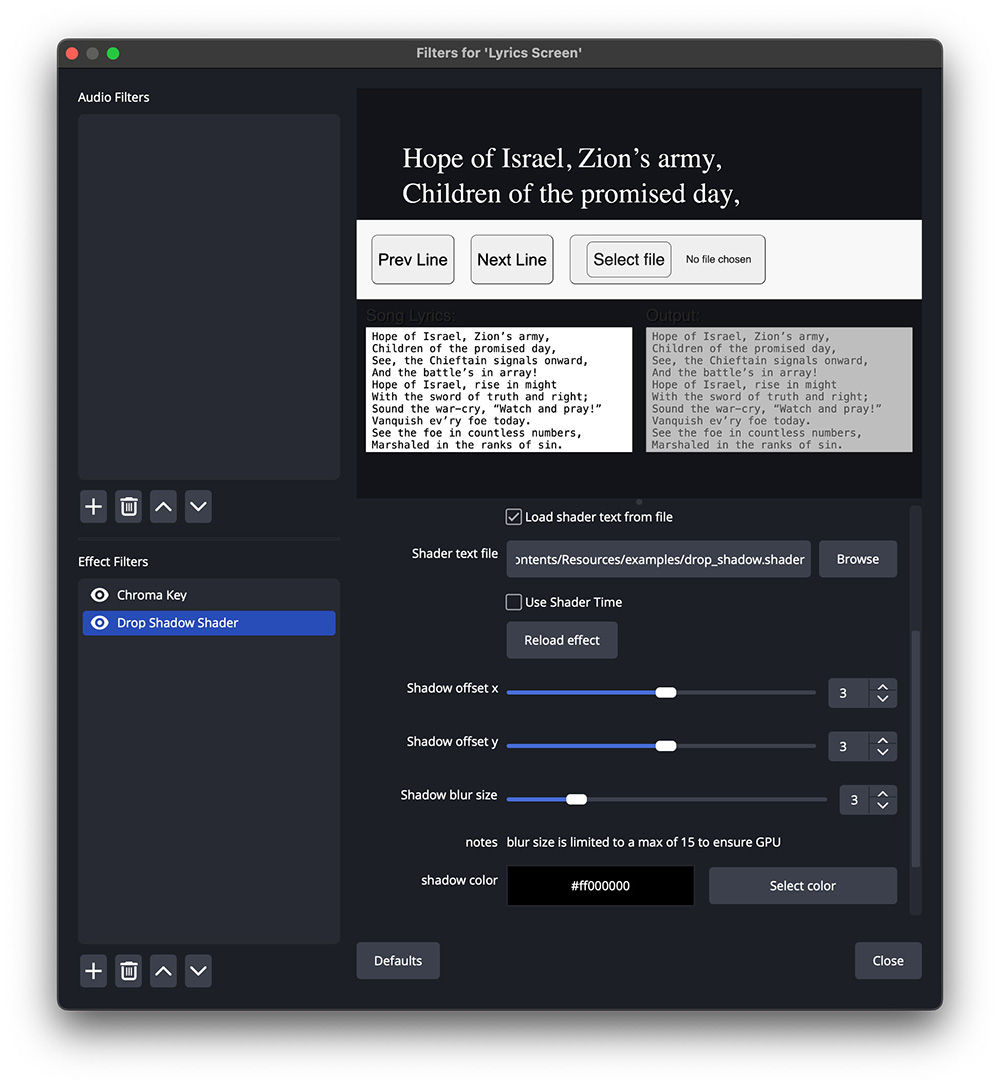 Filters for 'Lyrics Screen'
Audio Filters
Hope of Israel, Zion’s army,
Children of the promised day,
Prev Line
Next Line
Select file
No file chosen
Song Lyrics:
Hope of Israel, Zion’s army,
Children of the promised day,
See, the Chieftain signals onward,
And the battle’s in array!
Hope of Israel, rise in might
With the sword of truth and right;
Sound the war-cry, “Watch and pray!”
Vanquish ev’ry foe today.
See the foe in countless numbers,
Marshaled in the ranks of sin.
Output:
Hope of Israel, Zion’s army,
Children of the promised day,
See, the Chieftain signals onward,
And the battle’s in array!
Hope of Israel, rise in might
With the sword of truth and right;
Sound the war-cry, “Watch and pray!”
Vanquish ev’ry foe today.
See the foe in countless numbers,
Marshaled in the ranks of sin.
Effect Filters
Chroma Key
Drop Shadow Shader
Load shader text from file
Shader text file
ontents/Resources/examples/drop_shadow.shader
Browse
Use Shader Time
Reload effect
Shadow offset x
3
Shadow offset y
3
Shadow blur size
3
notes
blur size is limited to a max of 15 to ensure GPU
shadow color
#ff000000
Select color
Defaults
Close